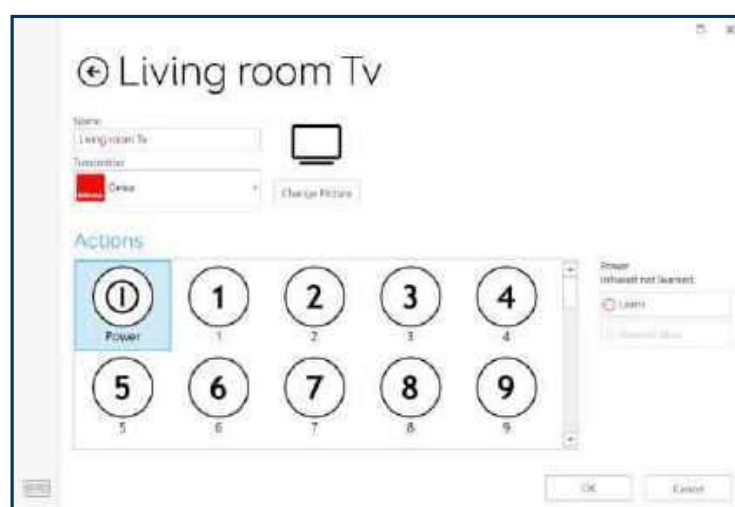 Living room Tv
Name
Living room Tv
Transmitter
Change Picture
Actions
Power
1
2
3
4
Power
1
2
3
4
5
6
7
8
9
5
6
7
8
9
Power
Infrared not learned.
Learn
OK
Cancel